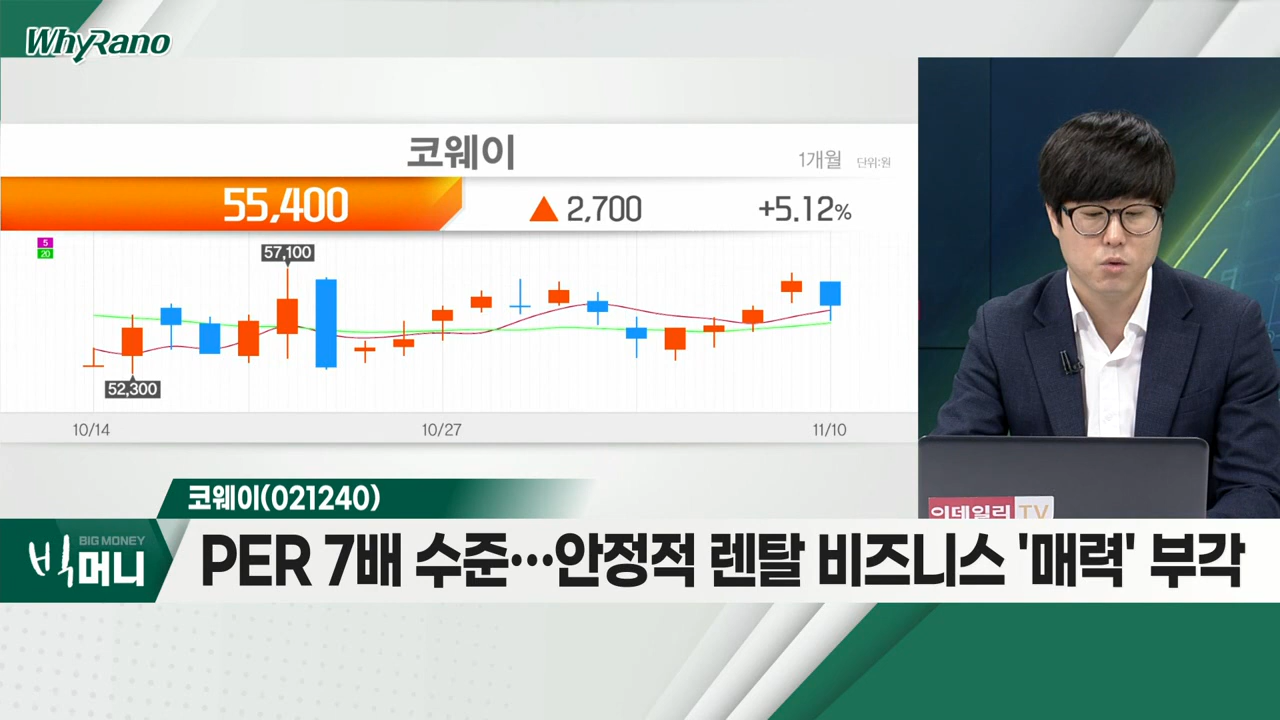 WhyRano
코웨이
1개월 단위:원
55,400 ▲ 2,700 +5.12%
5
20
57,100
52,300
10/14 10/27 11/10
코웨이(021240)
이데일리TV
BIG MONEY
빅머니
PER 7배 수준…안정적 렌탈 비즈니스 '매력' 부각